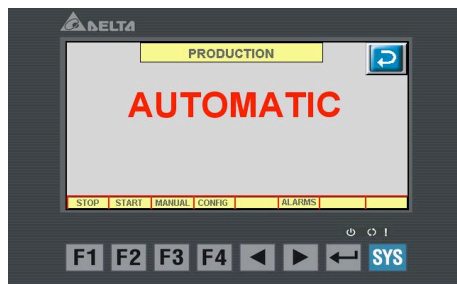 DELTA
PRODUCTION
AUTOMATIC
STOP START MANUAL CONFIG ALARMS
!
F1 F2 F3 F4 SYS